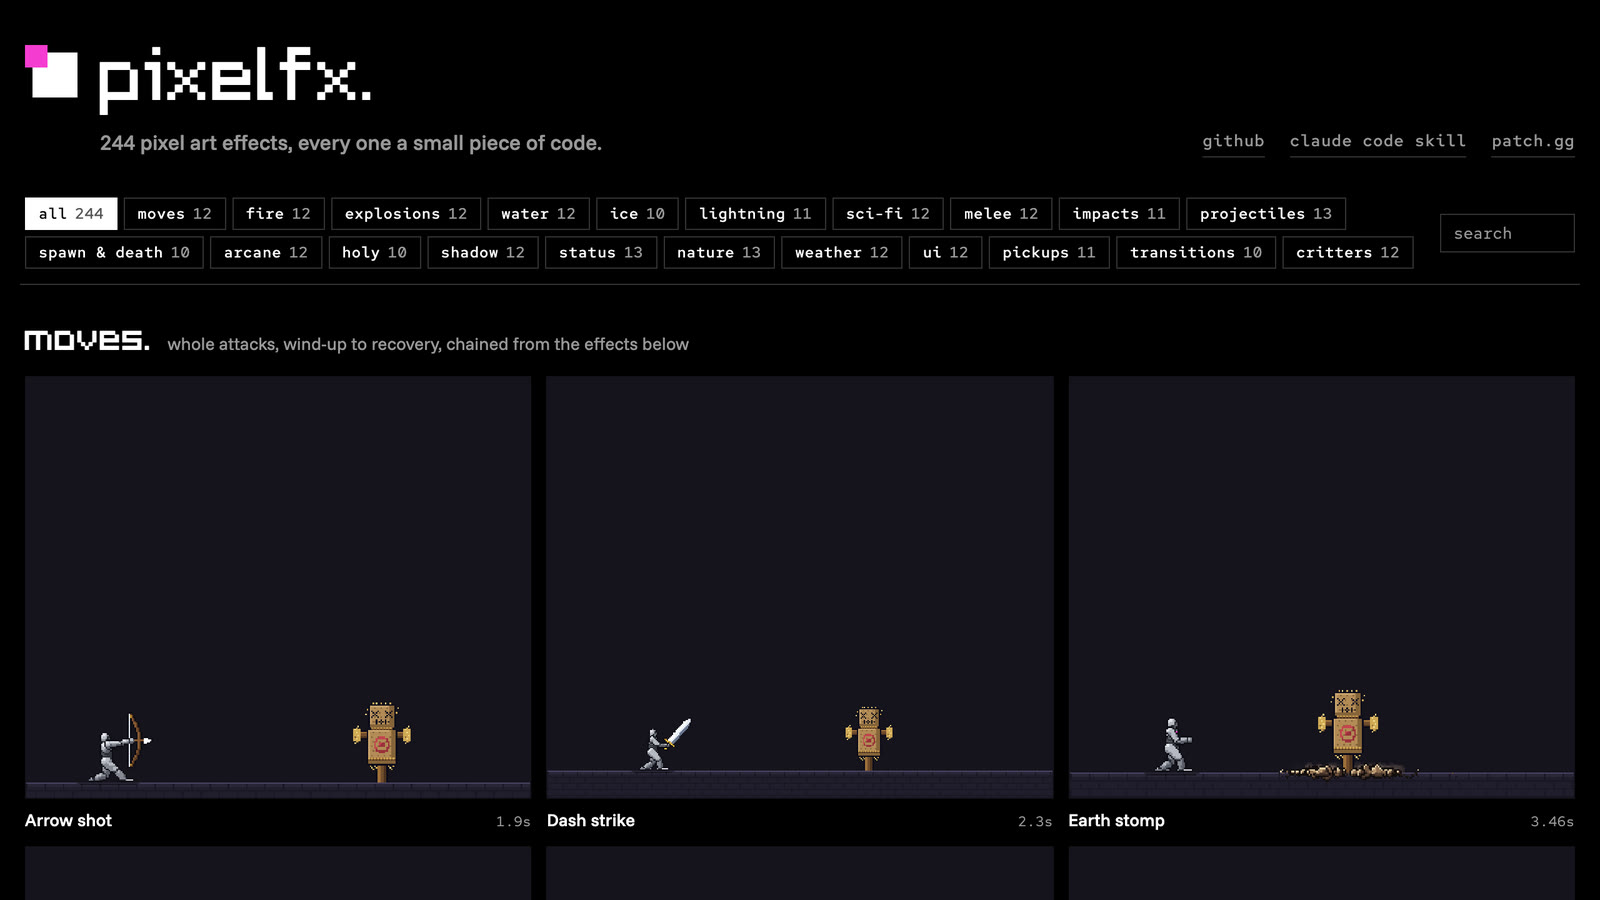 pixelfx.
244 pixel art effects, every one a small piece of code.
github claude code skill patch.gg
all 244 moves 12 fire 12 explosions 12 water 12 ice 10 lightning 11 sci-fi 12 melee 12 impacts 11 projectiles 13
search
spawn & death 10 arcane 12 holy 10 shadow 12 status 13 nature 13 weather 12 ui 12 pickups 11 transitions 10 critters 12
moves. whole attacks, wind-up to recovery, chained from the effects below
Arrow shot 1.9s Dash strike 2.3s Earth stomp 3.46s